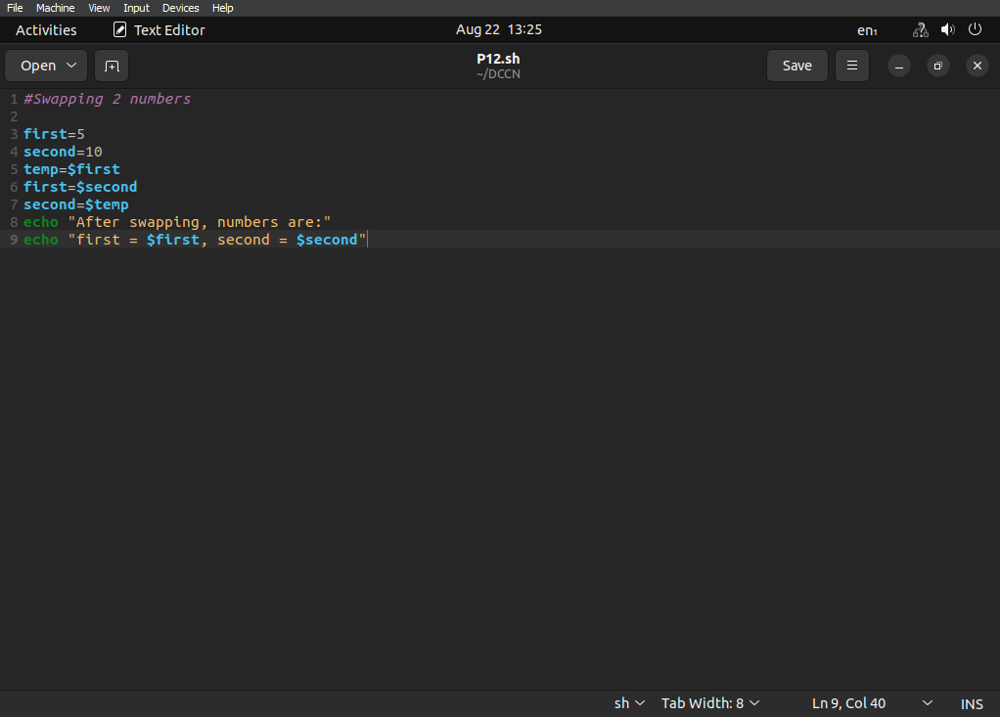 File Machine View Input Devices Help
Activities Text Editor Aug 22 13:25 en₁
Open P12.sh Save
~/DCCN
1 #Swapping 2 numbers
2
3 first=5
4 second=10
5 temp=$first
6 first=$second
7 second=$temp
8 echo "After swapping, numbers are:"
9 echo "first = $first, second = $second"
sh Tab Width: 8 Ln 9, Col 40 INS